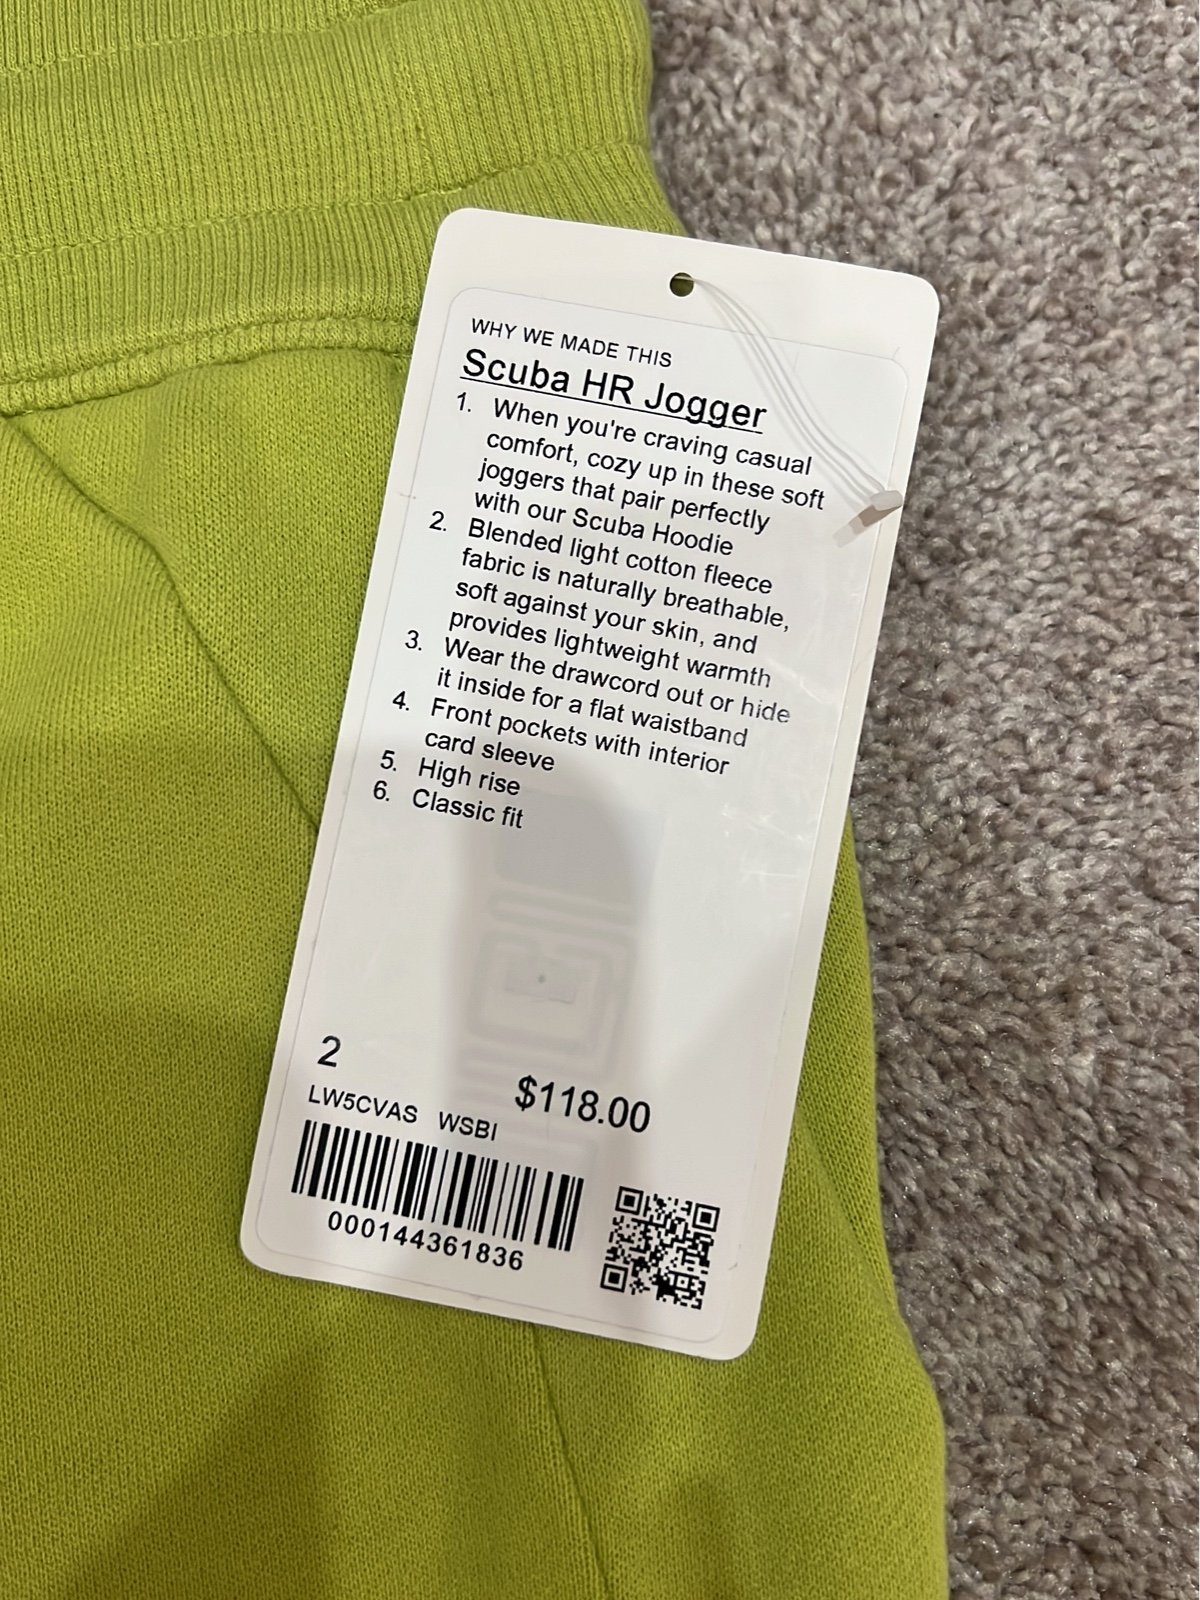 WHY WE MADE THIS
Scuba HR Jogger
1. When you're craving casual
comfort, cozy up in these soft
joggers that pair perfectly
with our Scuba Hoodie
2. Blended light cotton fleece
fabric is naturally breathable,
soft against your skin, and
provides lightweight warmth
3. Wear the drawcord out or hide
it inside for a flat waistband
4. Front pockets with interior
card sleeve
5. High rise
6. Classic fit
2
$118.00
LW5CVAS WSBI
000144361836